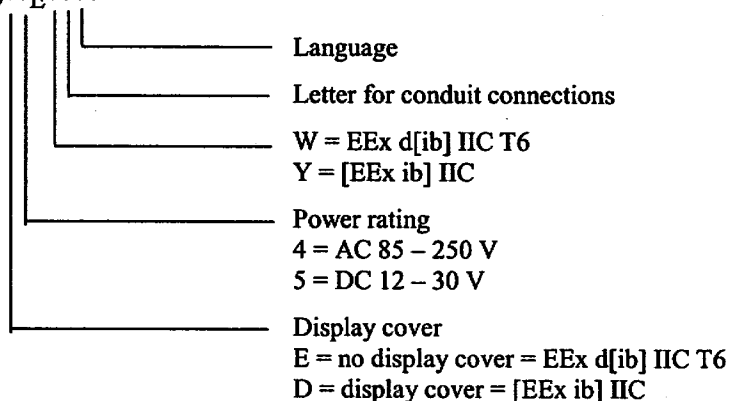 Language
Letter for conduit connections
W = EEx d[ib] IIC T6
Y = [EEx ib] IIC
Power rating
4 = AC 85 – 250 V
5 = DC 12 – 30 V
Display cover
E = no display cover = EEx d[ib] IIC T6
D = display cover = [EEx ib] IIC